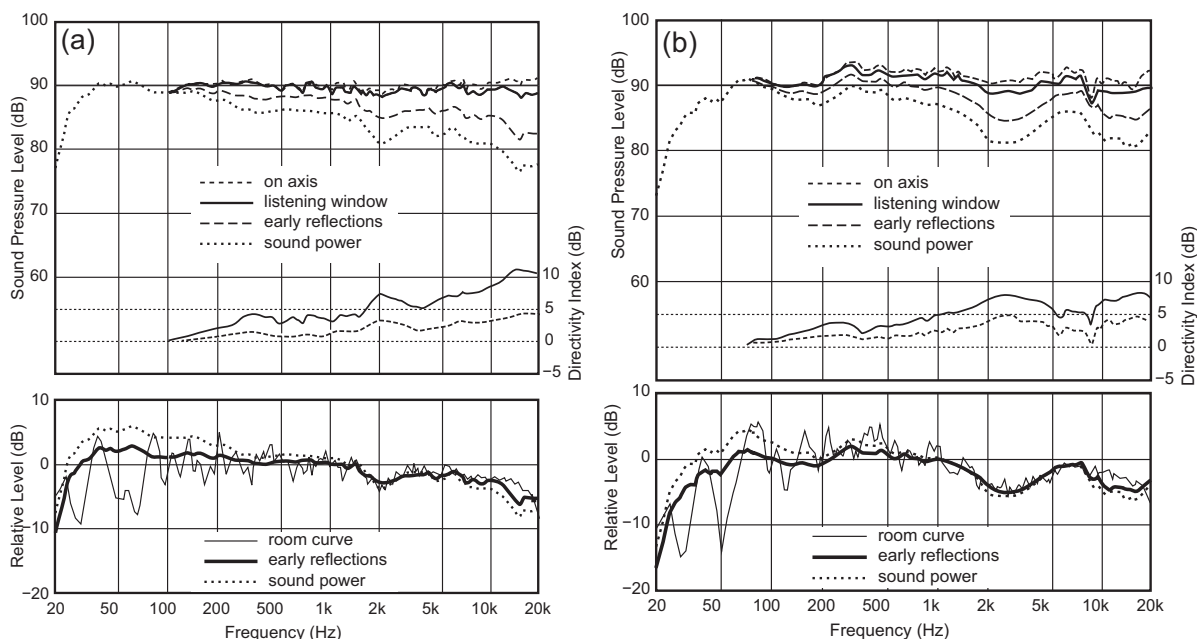 (a)
100
90
80
70
60
Sound Pressure Level (dB)
on axis
listening window
early reflections
sound power
10
5
0
−5
Directivity Index (dB)
10
0
−10
−20
Relative Level (dB)
room curve
early reflections
sound power
20 50 100 200 500 1k 2k 5k 10k 20k
Frequency (Hz)
(b)
100
90
80
70
60
Sound Pressure Level (dB)
on axis
listening window
early reflections
sound power
10
5
0
−5
Directivity Index (dB)
10
0
−10
−20
Relative Level (dB)
room curve
early reflections
sound power
20 50 100 200 500 1k 2k 5k 10k 20k
Frequency (Hz)